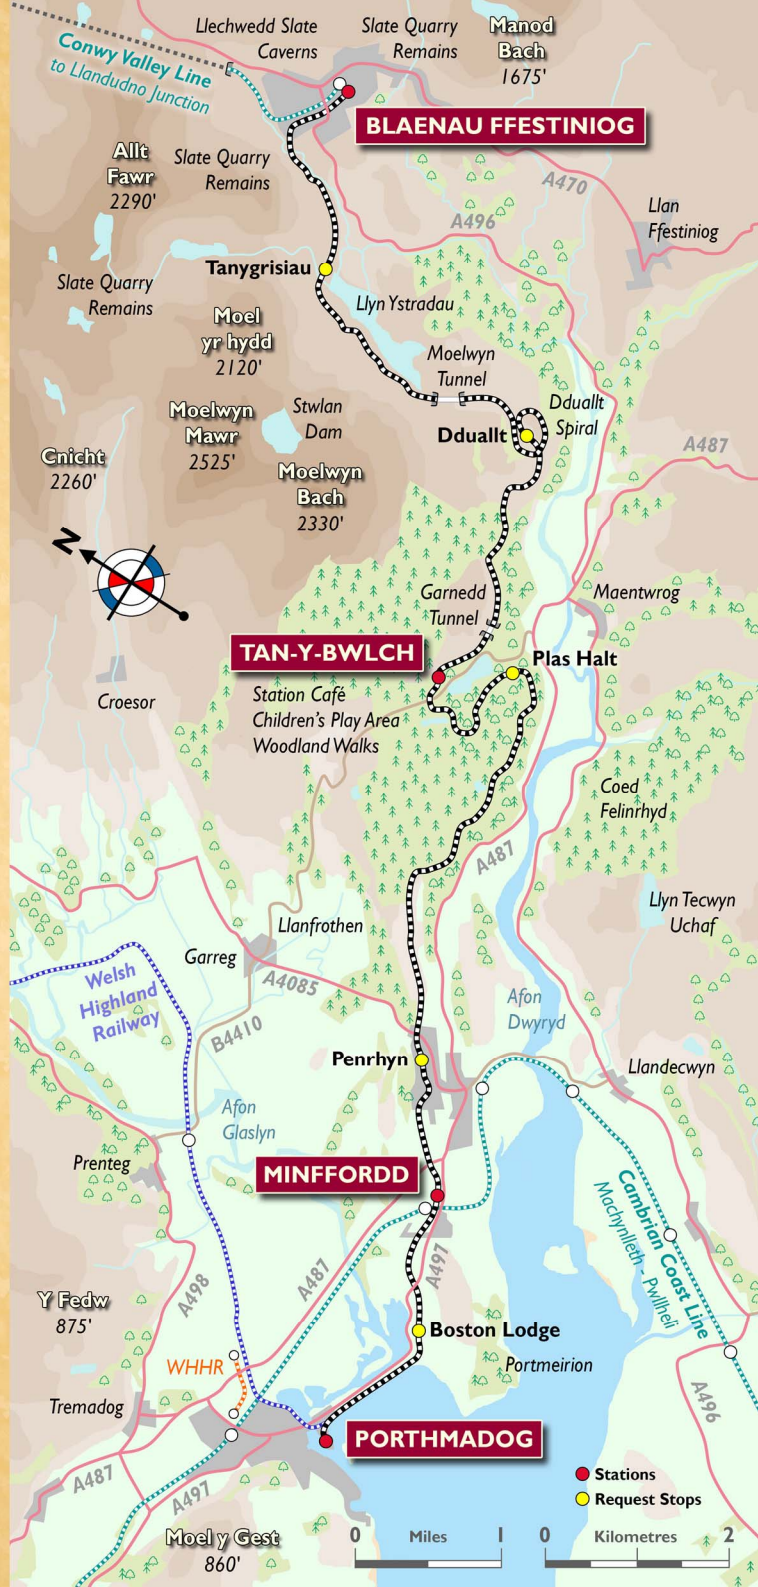 Llechwedd Slate
Caverns
Slate Quarry
Remains
Manod
Bach
1675'
Conwy Valley Line
to Llandudno Junction
BLAENAU FFESTINIOG
Allt
Fawr
2290'
Slate Quarry
Remains
A470
A496
Llan
Ffestiniog
Tanygrisiau
Slate Quarry
Remains
Llyn Ystradau
Moel
yr hydd
2120'
Moelwyn
Tunnel
Dduallt
Spiral
Moelwyn
Mawr
2525'
Stwlan
Dam
Dduallt
A487
Cnicht
2260'
Moelwyn
Bach
2330'
N
Garnedd
Tunnel
Maentwrog
TAN-Y-BWLCH
Plas Halt
Station Café
Children's Play Area
Woodland Walks
Croesor
Coed
Felinrhyd
A487
Llyn Tecwyn
Uchaf
Llanfrothen
Garreg
A4085
Welsh
Highland
Railway
B4410
Afon
Dwyryd
Penrhyn
Llandecwyn
Afon
Glaslyn
Prenteg
MINFFORDD
Cambrian Coast Line
Machynlleth - Pwllheli
A487
A497
A498
Y Fedw
875'
Boston Lodge
WHHR
Portmeirion
Tremadog
A496
PORTHMADOG
A487
A497
Stations
Request Stops
Moel y Gest
860'
0 Miles 1
0 Kilometres 2